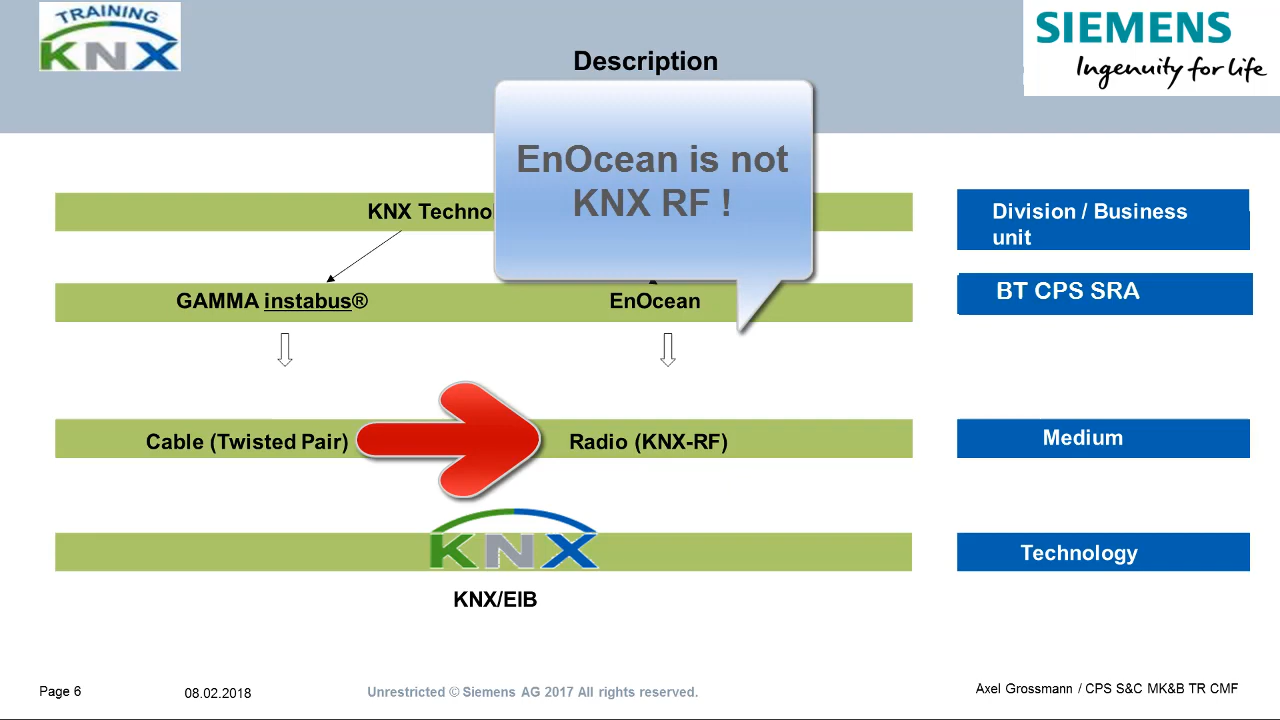 TRAINING
KNX
SIEMENS
Ingenuity for life
Description
EnOcean is not
KNX RF !
KNX Technol
Division / Business
unit
GAMMA instabus®
EnOcean
BT CPS SRA
Cable (Twisted Pair)
Radio (KNX-RF)
Medium
KNX
Technology
KNX/EIB
Page 6
08.02.2018
Unrestricted © Siemens AG 2017 All rights reserved.
Axel Grossmann / CPS S&C MK&B TR CMF